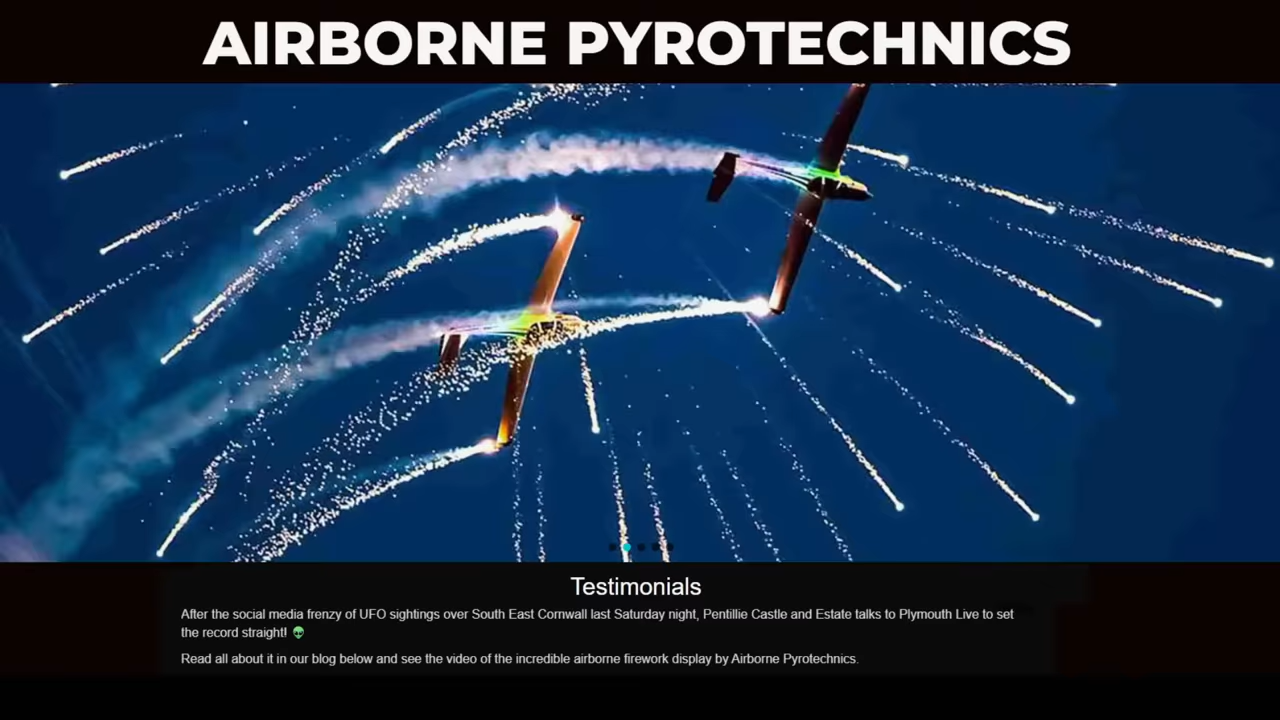 AIRBORNE PYROTECHNICS
Testimonials
After the social media frenzy of UFO sightings over South East Cornwall last Saturday night, Pentillie Castle and Estate talks to Plymouth Live to set
the record straight! 👽
Read all about it in our blog below and see the video of the incredible airborne firework display by Airborne Pyrotechnics.